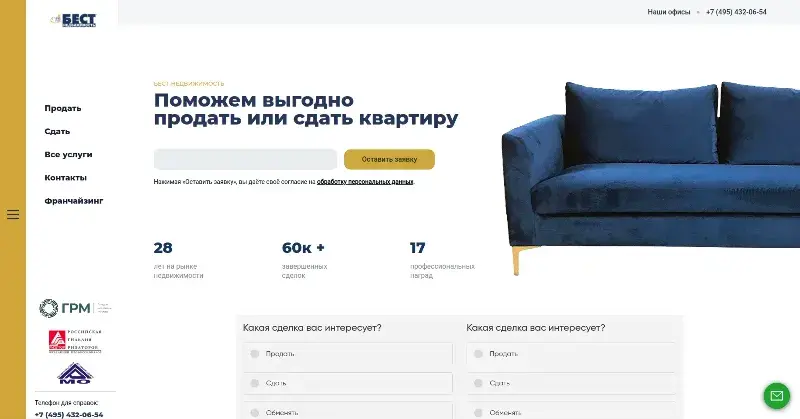 БЕСТ
НЕДВИЖИМОСТЬ
Наши офисы
+7 (495) 432-06-54
Продать
Сдать
Все услуги
Контакты
Франчайзинг
БЕСТ-НЕДВИЖИМОСТЬ
Поможем выгодно
продать или сдать квартиру
Оставить заявку
Нажимая «Оставить заявку», вы даёте своё согласие на обработку персональных данных.
28
лет на рынке
недвижимости
60к +
завершенных
сделок
17
профессиональных
наград
ГРМ
РОССИЙСКАЯ
ГИЛЬДИЯ
РИЭЛТОРОВ
АМО
Телефон для справок:
+7 (495) 432-06-54
Какая сделка вас интересует?
Продать
Сдать
Обменять
Какая сделка вас интересует?
Продать
Сдать
Обменять